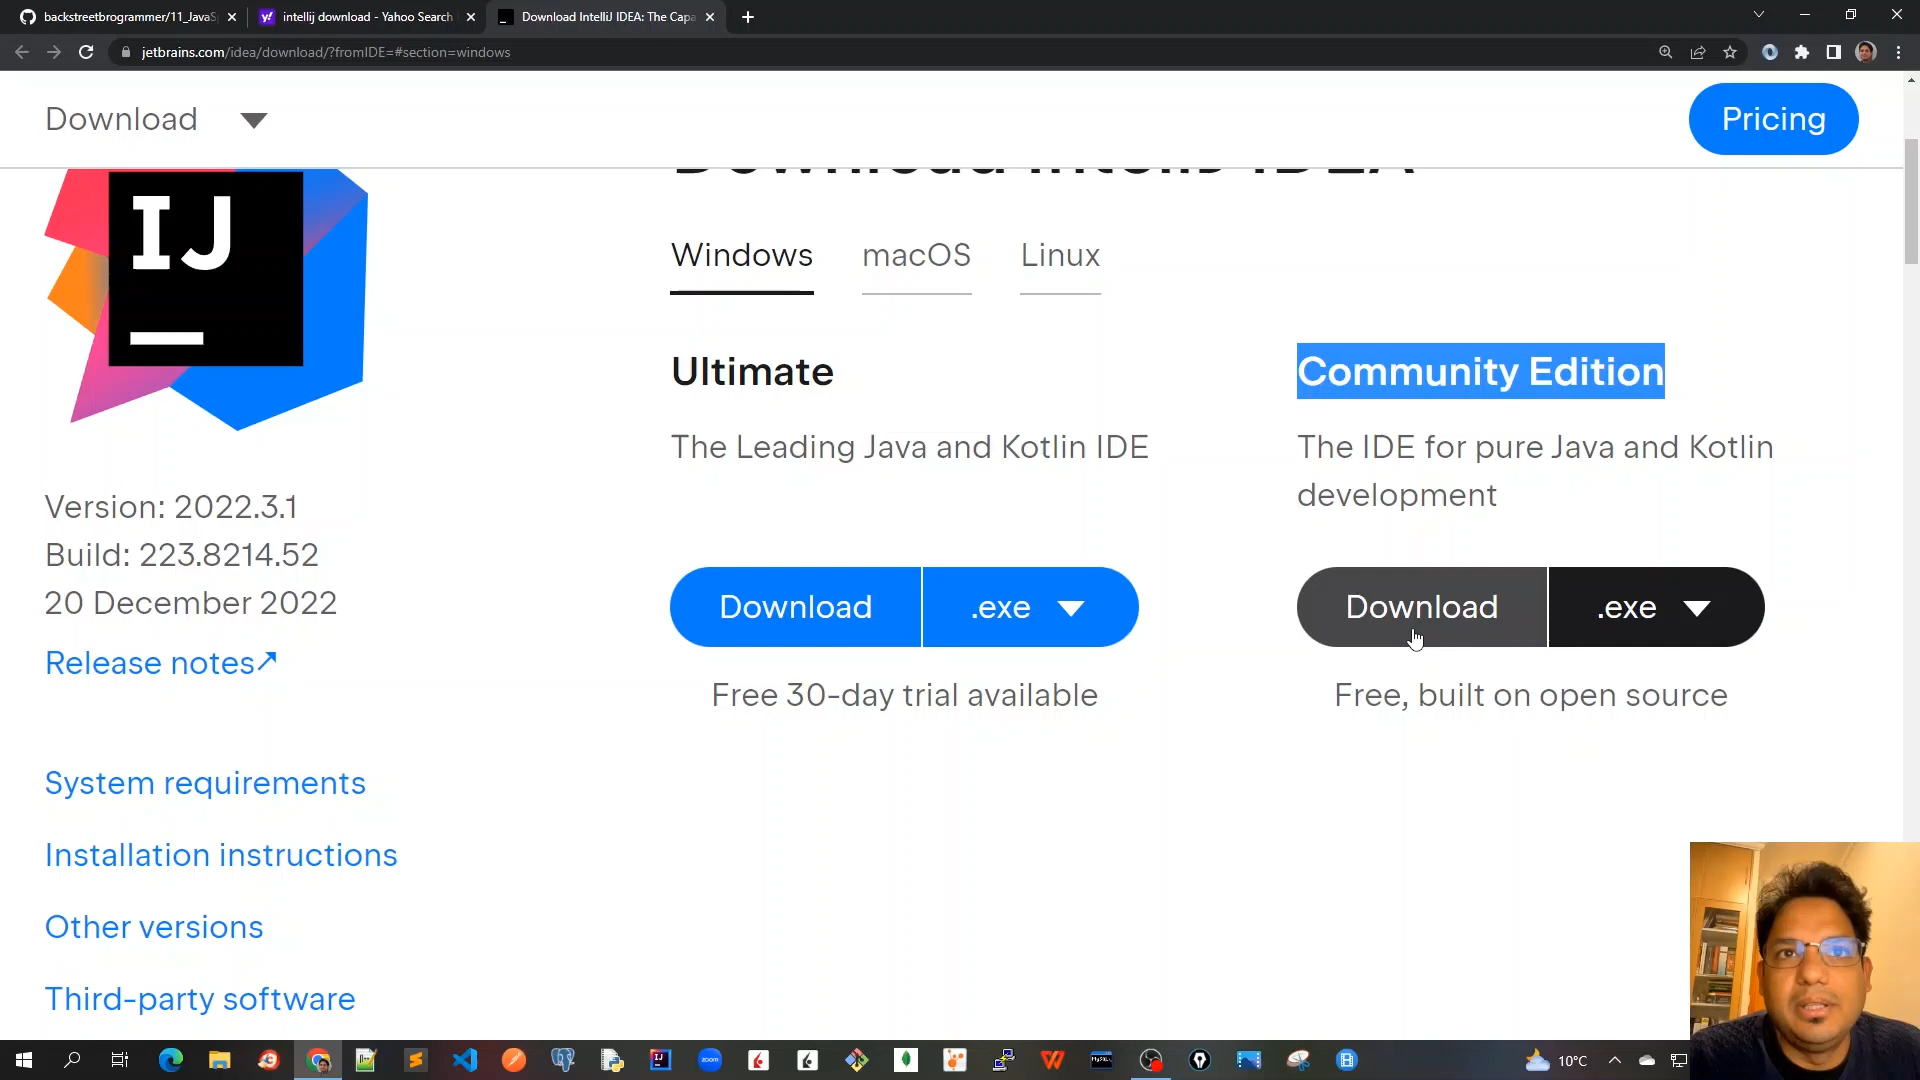 backstreetbrogrammer/11_JavaS
intellij download - Yahoo Search
Download IntelliJ IDEA: The Capa
jetbrains.com/idea/download/?fromIDE=#section=windows
Download
Pricing
Download IntelliJ IDEA
IJ
Windows macOS Linux
Ultimate
Community Edition
The Leading Java and Kotlin IDE
The IDE for pure Java and Kotlin
development
Version: 2022.3.1
Build: 223.8214.52
20 December 2022
Release notes↗
Download .exe
Download .exe
Free 30-day trial available
Free, built on open source
System requirements
Installation instructions
Other versions
Third-party software
10°C